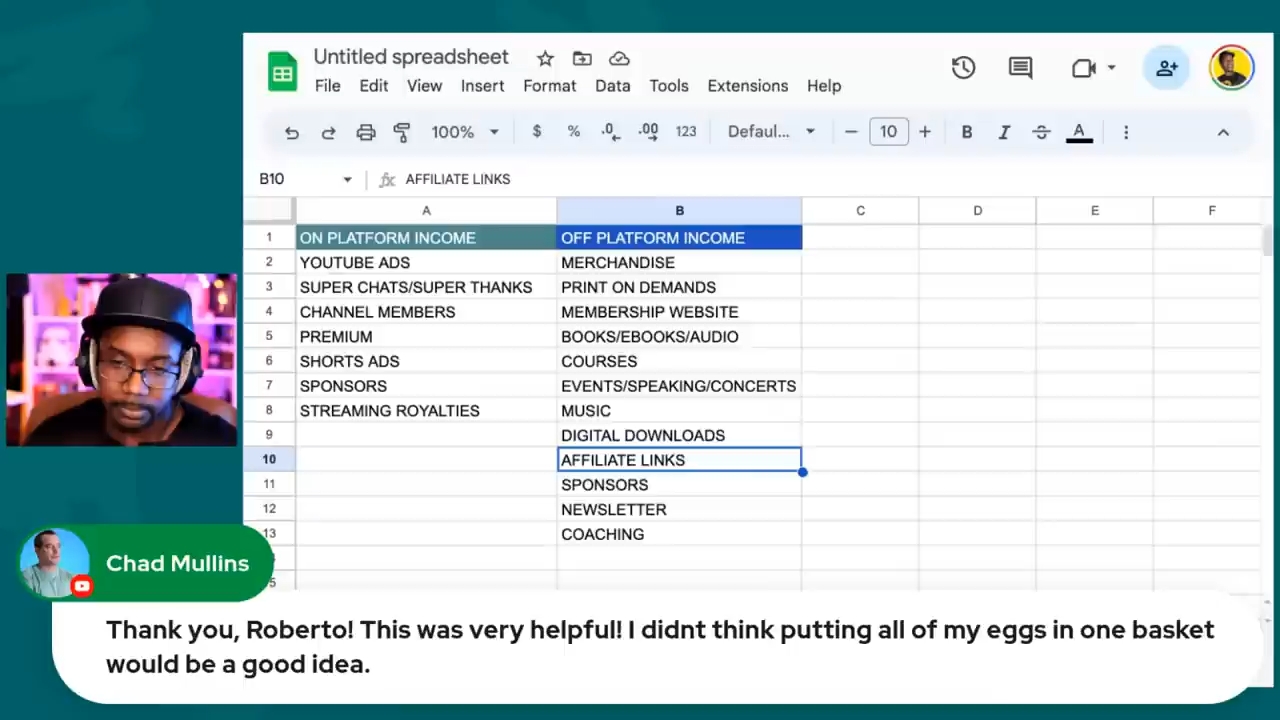 Untitled spreadsheet
File Edit View Insert Format Data Tools Extensions Help
100% $ % .0 .00 123 Defaul... 10 B I A
B10 fx AFFILIATE LINKS
A B C D E F
1 ON PLATFORM INCOME OFF PLATFORM INCOME
2 YOUTUBE ADS MERCHANDISE
3 SUPER CHATS/SUPER THANKS PRINT ON DEMANDS
4 CHANNEL MEMBERS MEMBERSHIP WEBSITE
5 PREMIUM BOOKS/EBOOKS/AUDIO
6 SHORTS ADS COURSES
7 SPONSORS EVENTS/SPEAKING/CONCERTS
8 STREAMING ROYALTIES MUSIC
9 DIGITAL DOWNLOADS
10 AFFILIATE LINKS
11 SPONSORS
12 NEWSLETTER
13 COACHING
Chad Mullins
Thank you, Roberto! This was very helpful! I didnt think putting all of my eggs in one basket
would be a good idea.